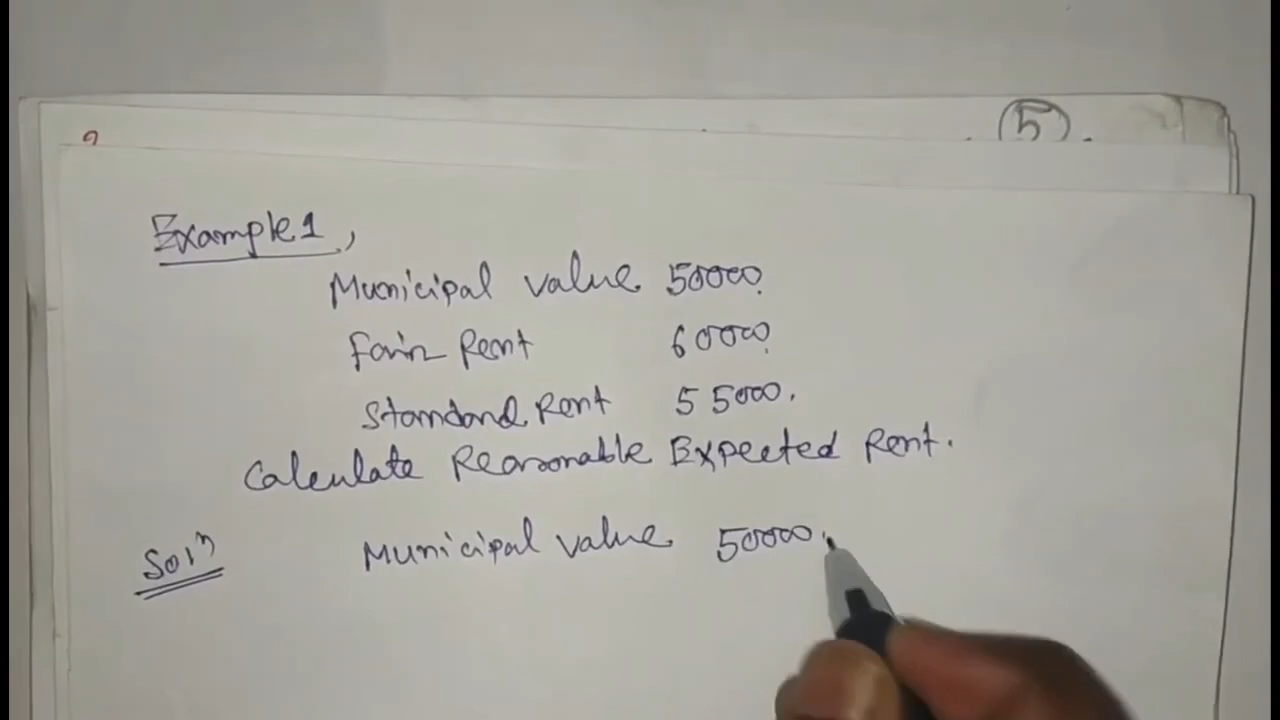 5
Example 1,
Municipal value 50000.
Fair Rent 60000.
Standard Rent 55000.
Calculate Reasonable Expected Rent.
Solⁿ Municipal value 50000.